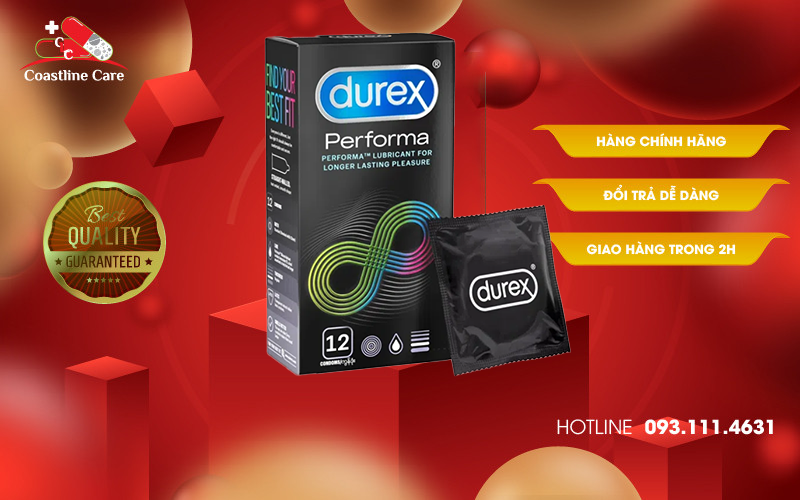 C
C
Coastline Care
Best
QUALITY
GUARANTEED
FIND YOUR
BEST FIT
durex®
Performa
PERFORMA™ LUBRICANT FOR
LONGER LASTING PLEASURE
12
durex®
HÀNG CHÍNH HÃNG
ĐỔI TRẢ DỄ DÀNG
GIAO HÀNG TRONG 2H
HOTLINE 093.111.4631